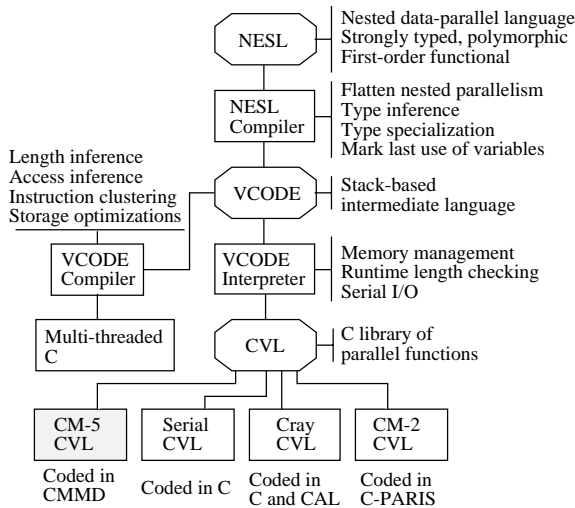 NESL
Nested data-parallel language
Strongly typed, polymorphic
First-order functional
NESL
Compiler
Flatten nested parallelism
Type inference
Type specialization
Mark last use of variables
Length inference
Access inference
Instruction clustering
Storage optimizations
VCODE
Stack-based
intermediate language
VCODE
Compiler
VCODE
Interpreter
Memory management
Runtime length checking
Serial I/O
Multi-threaded
C
CVL
C library of
parallel functions
CM-5
CVL
Serial
CVL
Cray
CVL
CM-2
CVL
Coded in
CMMD
Coded in C
Coded in
C and CAL
Coded in
C-PARIS